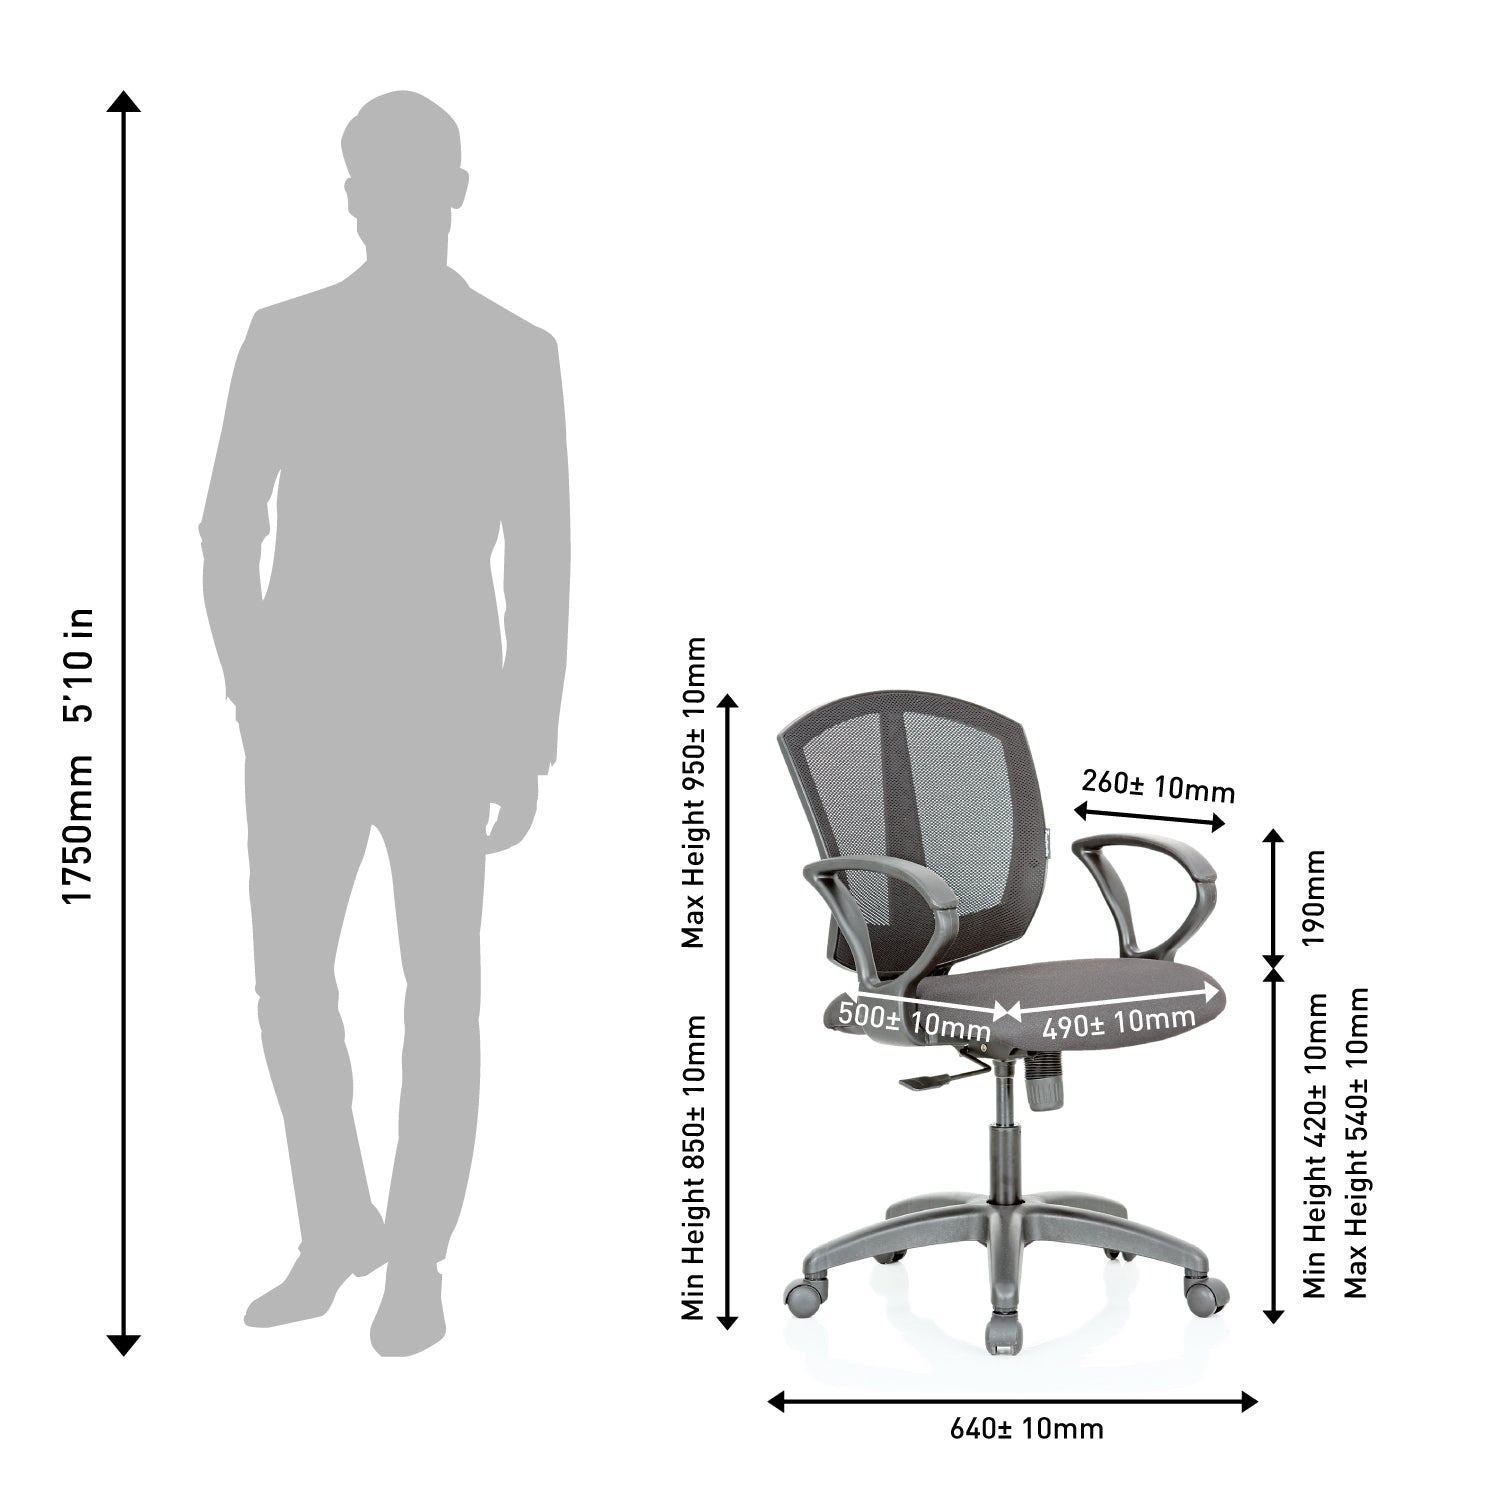 1750mm 5'10 in
Max Height 950± 10mm
Min Height 850± 10mm
260± 10mm
190mm
500± 10mm
490± 10mm
Min Height 420± 10mm
Max Height 540± 10mm
640± 10mm